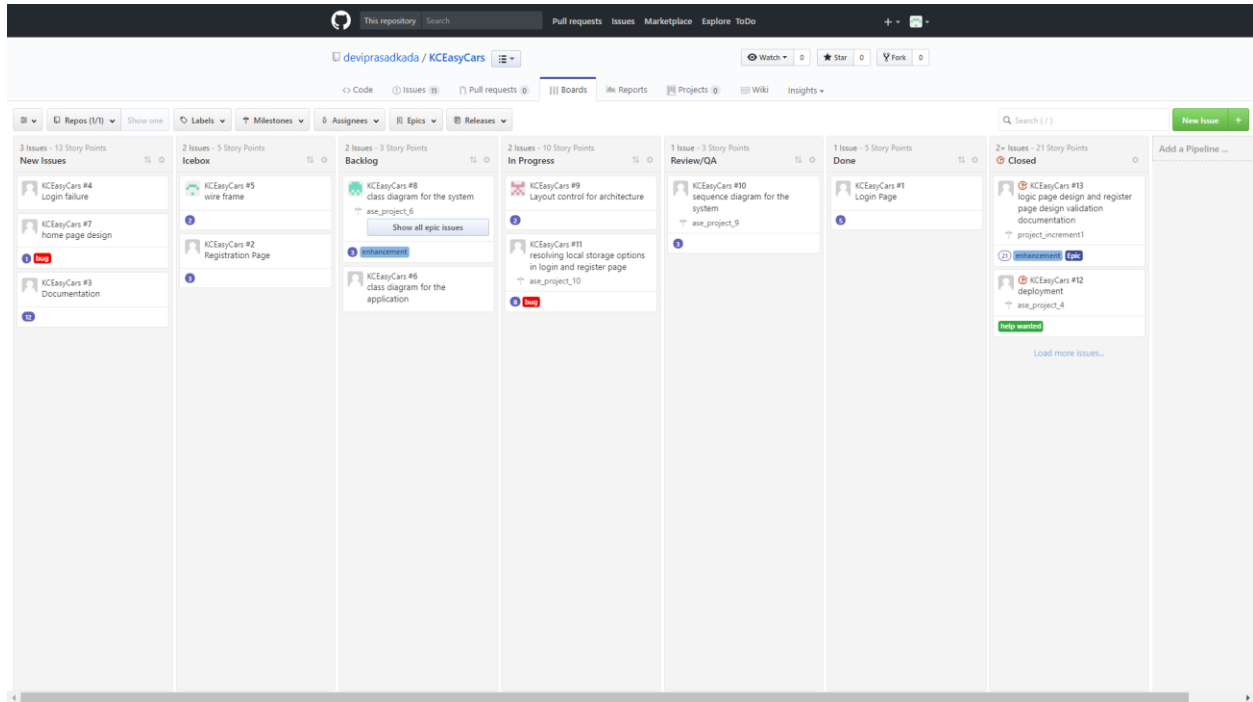 This repository Search Pull requests Issues Marketplace Explore ToDo
deviprasadkada / KCEasyCars
Watch 0 Star 0 Fork 0
Code Issues 11 Pull requests 0 Boards Reports Projects 0 Wiki Insights
Repos (1/1) Show one Labels Milestones Assignees Epics Releases Search ( / ) New Issue +
3 Issues - 13 Story Points
New Issues
KCEasyCars #4
Login failure
KCEasyCars #7
home page design
1 bug
KCEasyCars #3
Documentation
12
2 Issues - 5 Story Points
Icebox
KCEasyCars #5
wire frame
2
KCEasyCars #2
Registration Page
3
2 Issues - 3 Story Points
Backlog
KCEasyCars #8
class diagram for the system
ase_project_6
Show all epic issues
3 enhancement
KCEasyCars #6
class diagram for the
application
2 Issues - 10 Story Points
In Progress
KCEasyCars #9
Layout control for architecture
2
KCEasyCars #11
resolving local storage options
in login and register page
ase_project_10
8 bug
1 Issue - 3 Story Points
Review/QA
KCEasyCars #10
sequence diagram for the
system
ase_project_9
3
1 Issue - 5 Story Points
Done
KCEasyCars #1
Login Page
5
2+ Issues - 21 Story Points
Closed
KCEasyCars #13
logic page design and register
page design validation
documentation
project_increment1
21 enhancement Epic
KCEasyCars #12
deployment
ase_project_4
help wanted
Load more issues...
Add a Pipeline ...